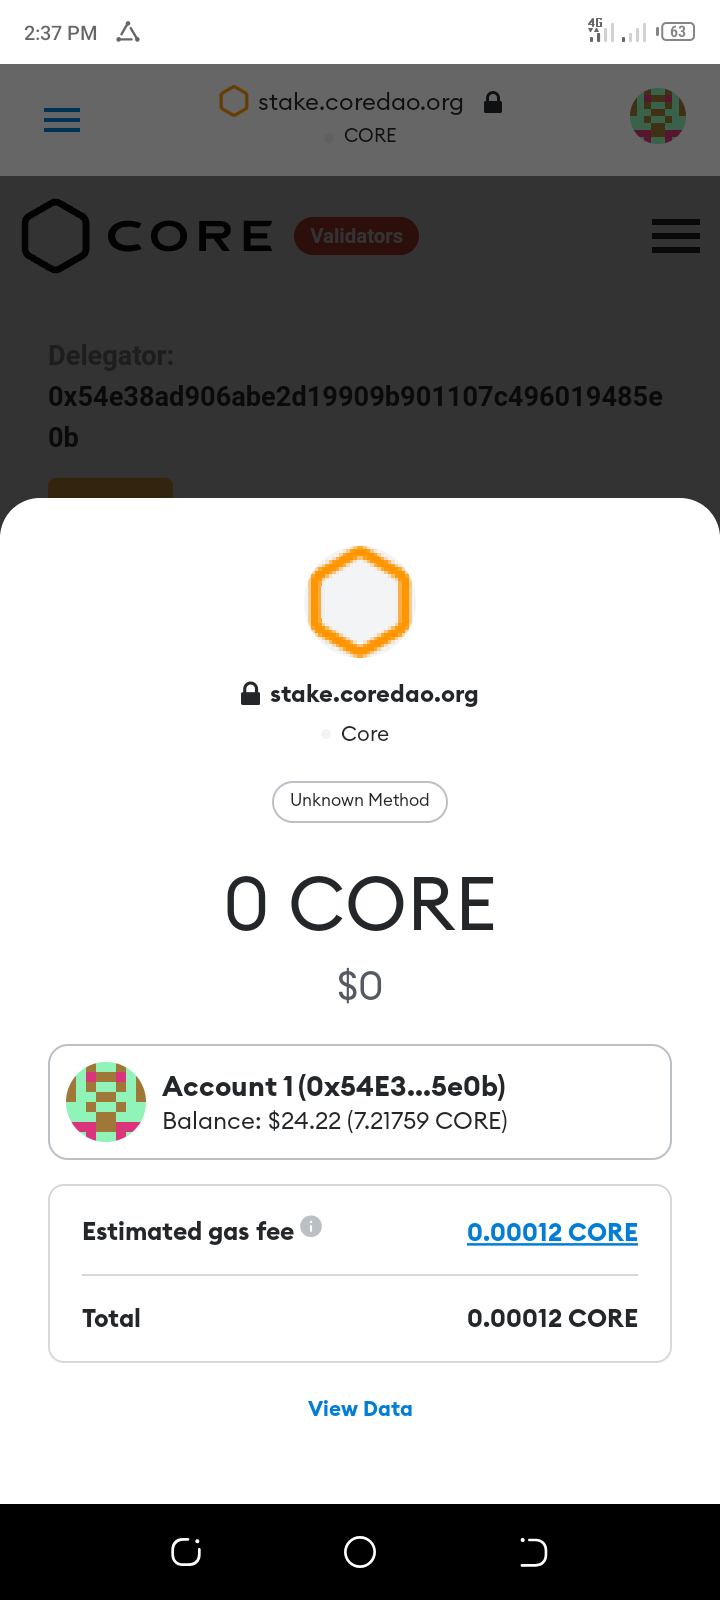 2:37 PM
4G
63
stake.coredao.org
CORE
CORE
Validators
Delegator:
0x54e38ad906abe2d19909b901107c496019485e
0b
stake.coredao.org
Core
Unknown Method
0 CORE
$0
Account 1 (0x54E3...5e0b)
Balance: $24.22 (7.21759 CORE)
Estimated gas fee
0.00012 CORE
Total
0.00012 CORE
View Data